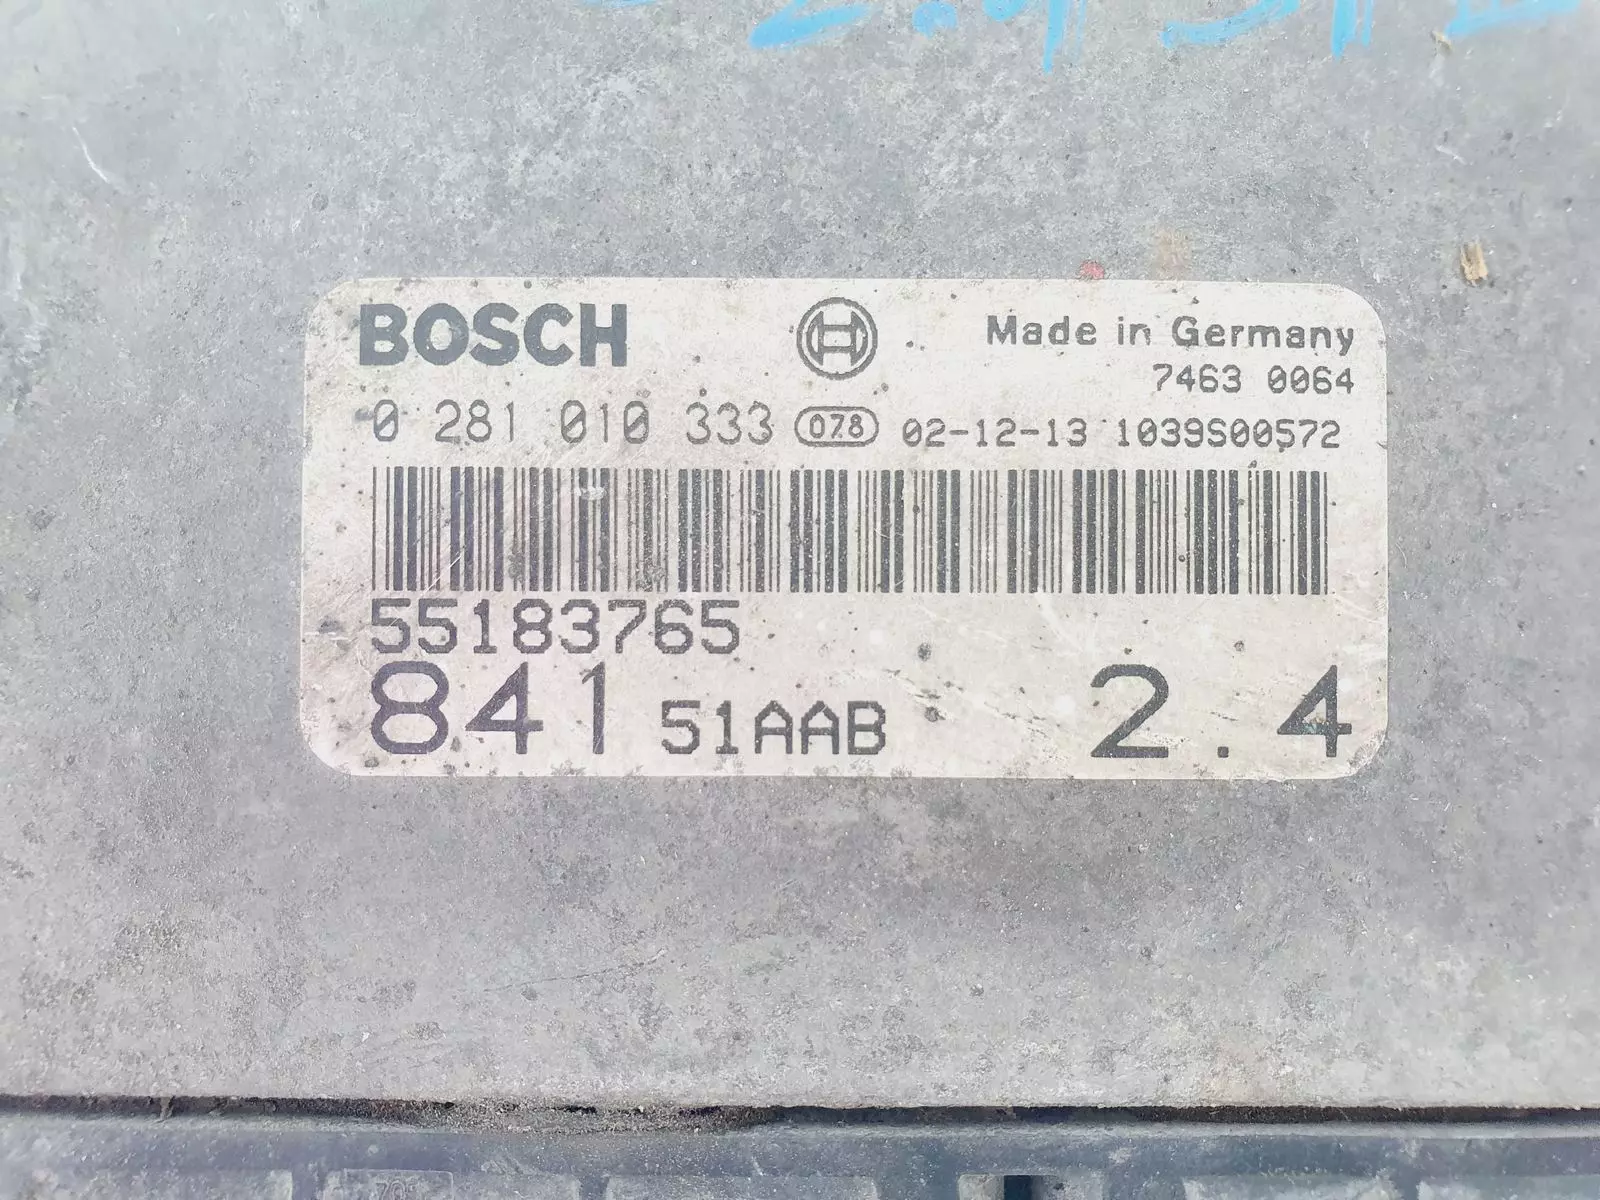 BOSCH
Made in Germany
7463 0064
0 281 010 333 078 02-12-13 1039S00572
55183765
841 51AAB 2.4